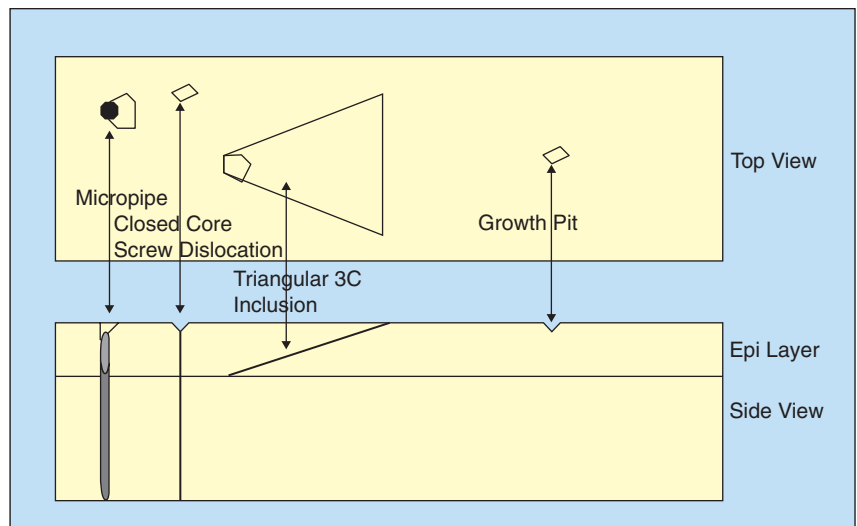 Top View
Micropipe
Closed Core
Screw Dislocation
Growth Pit
Triangular 3C
Inclusion
Epi Layer
Side View